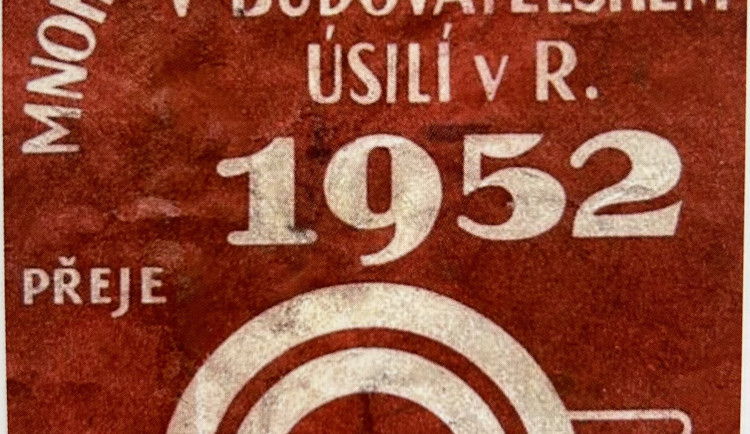 V BUDOVATELSKÉM
ÚSILÍ V R.
1952
PŘEJE